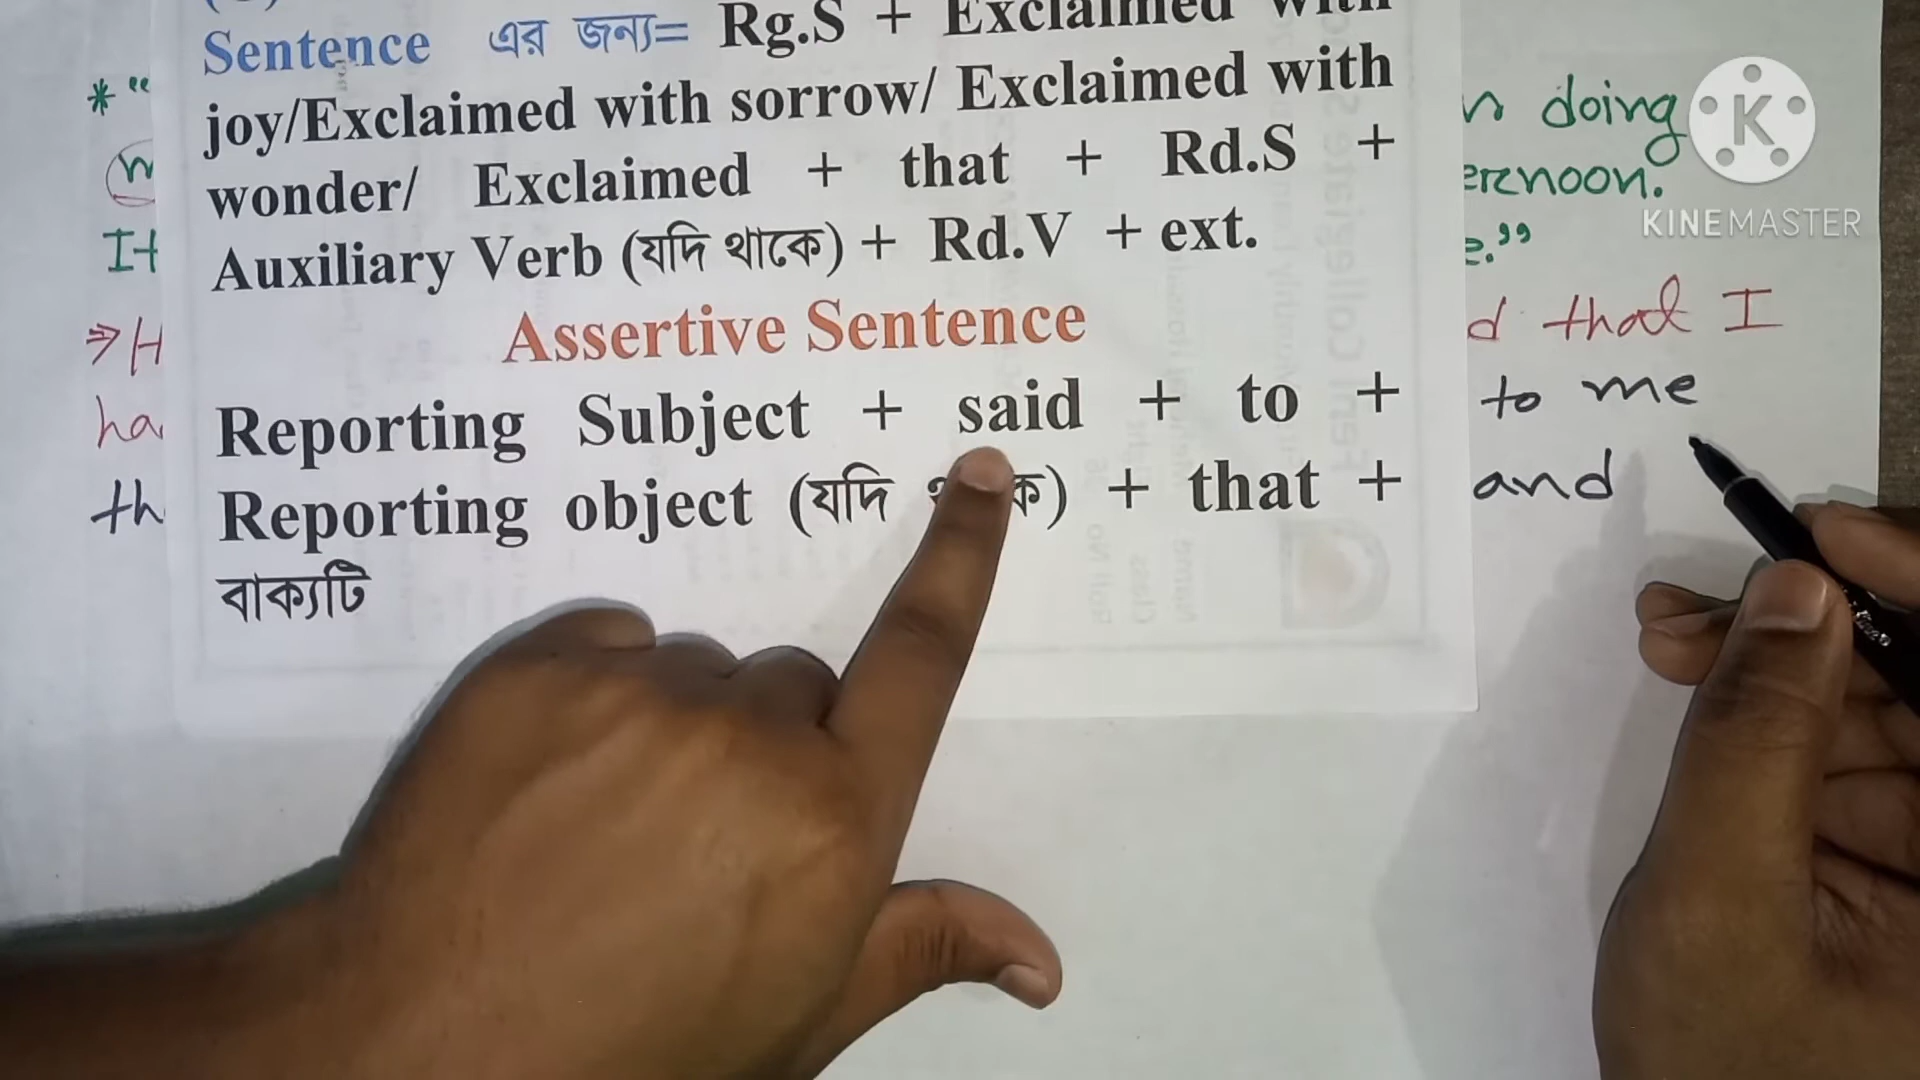 Sentence এর জন্য= Rg.S + Exclaimed with
joy/Exclaimed with sorrow/ Exclaimed with
wonder/ Exclaimed + that + Rd.S +
Auxiliary Verb (যদি থাকে) + Rd.V + ext.
Assertive Sentence
Reporting Subject + said + to +
Reporting object (যদি থাকে) + that +
বাক্যটি
* “
doing
It
⇒ H
that I
to me
and
KINEMASTER